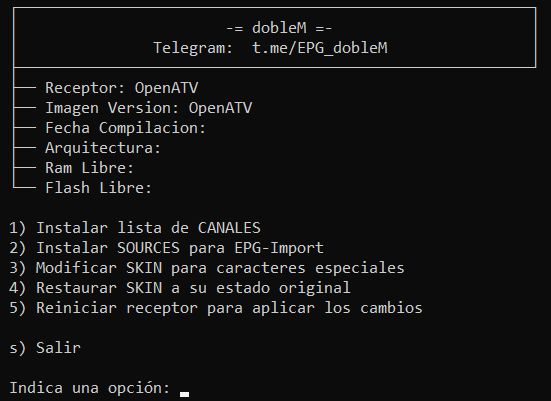 -= dobleM =-
Telegram:  t.me/EPG_dobleM
Receptor: OpenATV
Imagen Version: OpenATV
Fecha Compilacion:
Arquitectura:
Ram Libre:
Flash Libre:
1) Instalar lista de CANALES
2) Instalar SOURCES para EPG-Import
3) Modificar SKIN para caracteres especiales
4) Restaurar SKIN a su estado original
5) Reiniciar receptor para aplicar los cambios
s) Salir
Indica una opción: